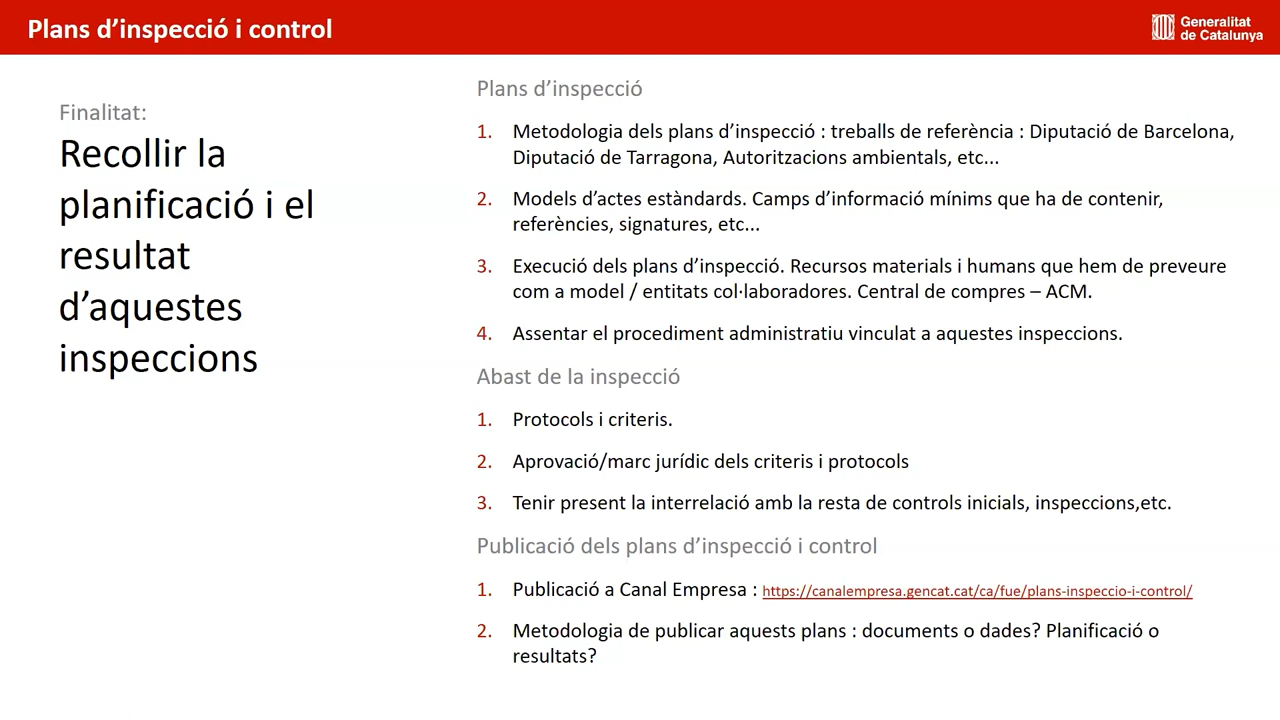 Plans d’inspecció i control
Generalitat
de Catalunya
Finalitat:
Recollir la
planificació i el
resultat
d’aquestes
inspeccions
Plans d’inspecció
1. Metodologia dels plans d’inspecció : treballs de referència : Diputació de Barcelona,
Diputació de Tarragona, Autoritzacions ambientals, etc...
2. Models d’actes estàndards. Camps d’informació mínims que ha de contenir,
referències, signatures, etc...
3. Execució dels plans d’inspecció. Recursos materials i humans que hem de preveure
com a model / entitats col·laboradores. Central de compres – ACM.
4. Assentar el procediment administratiu vinculat a aquestes inspeccions.
Abast de la inspecció
1. Protocols i criteris.
2. Aprovació/marc jurídic dels criteris i protocols
3. Tenir present la interrelació amb la resta de controls inicials, inspeccions,etc.
Publicació dels plans d’inspecció i control
1. Publicació a Canal Empresa : https://canalempresa.gencat.cat/ca/fue/plans-inspeccio-i-control/
2. Metodologia de publicar aquests plans : documents o dades? Planificació o
resultats?